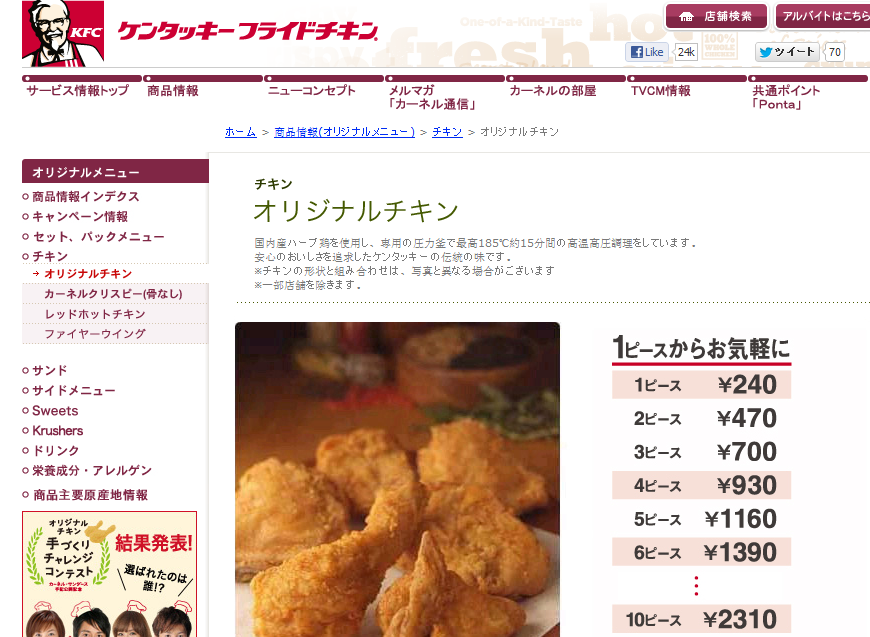 KFC
ケンタッキーフライドチキン
One-of-a-Kind-Taste
fresh
100% WHOLE CHICKEN
店舗検索
アルバイトはこちら
Like 24k
ツイート 70
サービス情報トップ
商品情報
ニューコンセプト
メルマガ
「カーネル通信」
カーネルの部屋
TVCM情報
共通ポイント
「Ponta」
ホーム > 商品情報(オリジナルメニュー) > チキン > オリジナルチキン
オリジナルメニュー
商品情報インデクス
キャンペーン情報
セット、パックメニュー
チキン
オリジナルチキン
カーネルクリスピー(骨なし)
レッドホットチキン
ファイヤーウイング
サンド
サイドメニュー
Sweets
Krushers
ドリンク
栄養成分・アレルゲン
商品主要原産地情報
オリジナル
チキン
手づくり
チャレンジ
コンテスト
結果発表!
選ばれたのは
誰!?
チキン
オリジナルチキン
国内産ハーブ鶏を使用し、専用の圧力釜で最高185℃約15分間の高温高圧調理をしています。
安心のおいしさを追求したケンタッキーの伝統の味です。
※チキンの形状と組み合わせは、写真と異なる場合がございます
※一部店舗を除きます。
1ピースからお気軽に
1ピース ¥240
2ピース ¥470
3ピース ¥700
4ピース ¥930
5ピース ¥1160
6ピース ¥1390
10ピース ¥2310